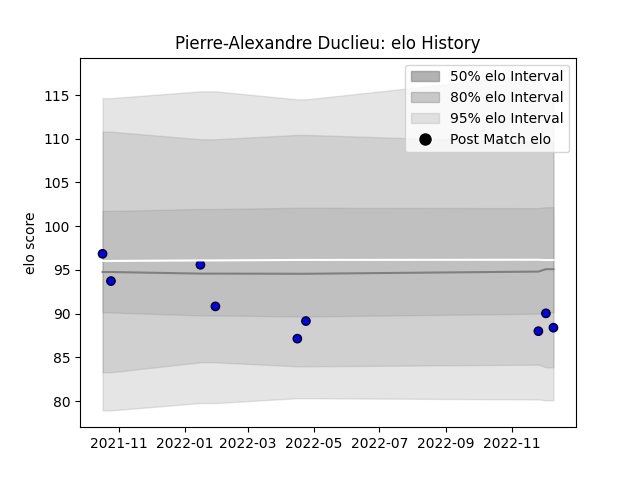 Pierre-Alexandre Duclieu: elo History
50% elo Interval
80% elo Interval
95% elo Interval
Post Match elo
elo score
115
110
105
100
95
90
85
80
2021-11 2022-01 2022-03 2022-05 2022-07 2022-09 2022-11